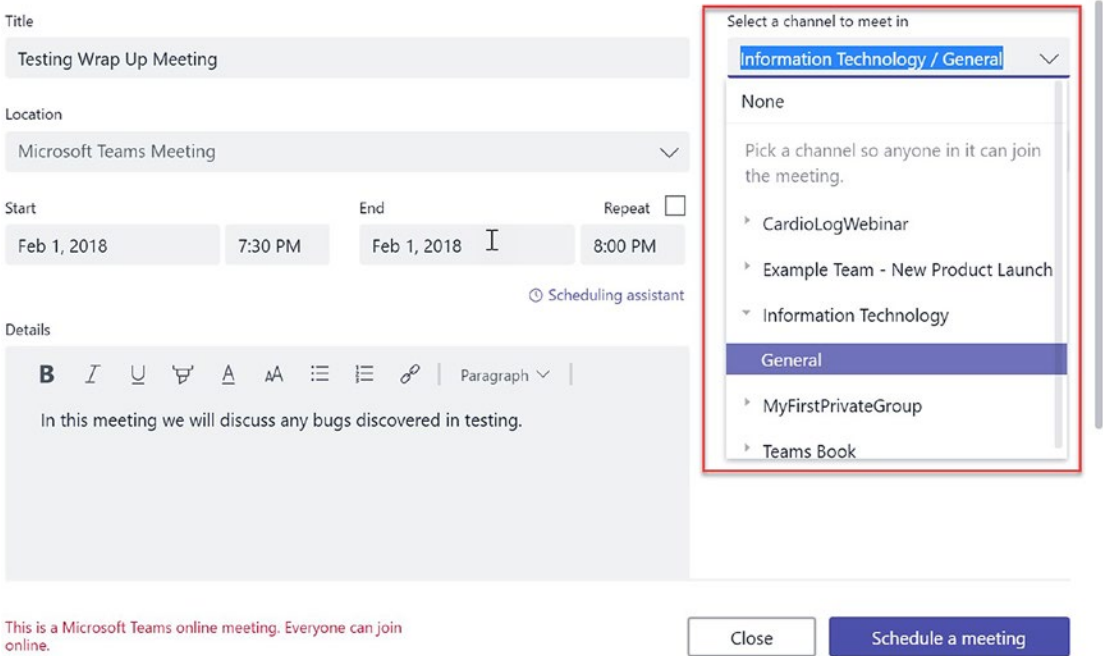 Title
Testing Wrap Up Meeting
Location
Microsoft Teams Meeting
Start
End
Repeat
Feb 1, 2018
7:30 PM
Feb 1, 2018
8:00 PM
Scheduling assistant
Details
B I U A AA Paragraph
In this meeting we will discuss any bugs discovered in testing.
Select a channel to meet in
Information Technology / General
None
Pick a channel so anyone in it can join
the meeting.
CardioLogWebinar
Example Team - New Product Launch
Information Technology
General
MyFirstPrivateGroup
Teams Book
This is a Microsoft Teams online meeting. Everyone can join
online.
Close
Schedule a meeting